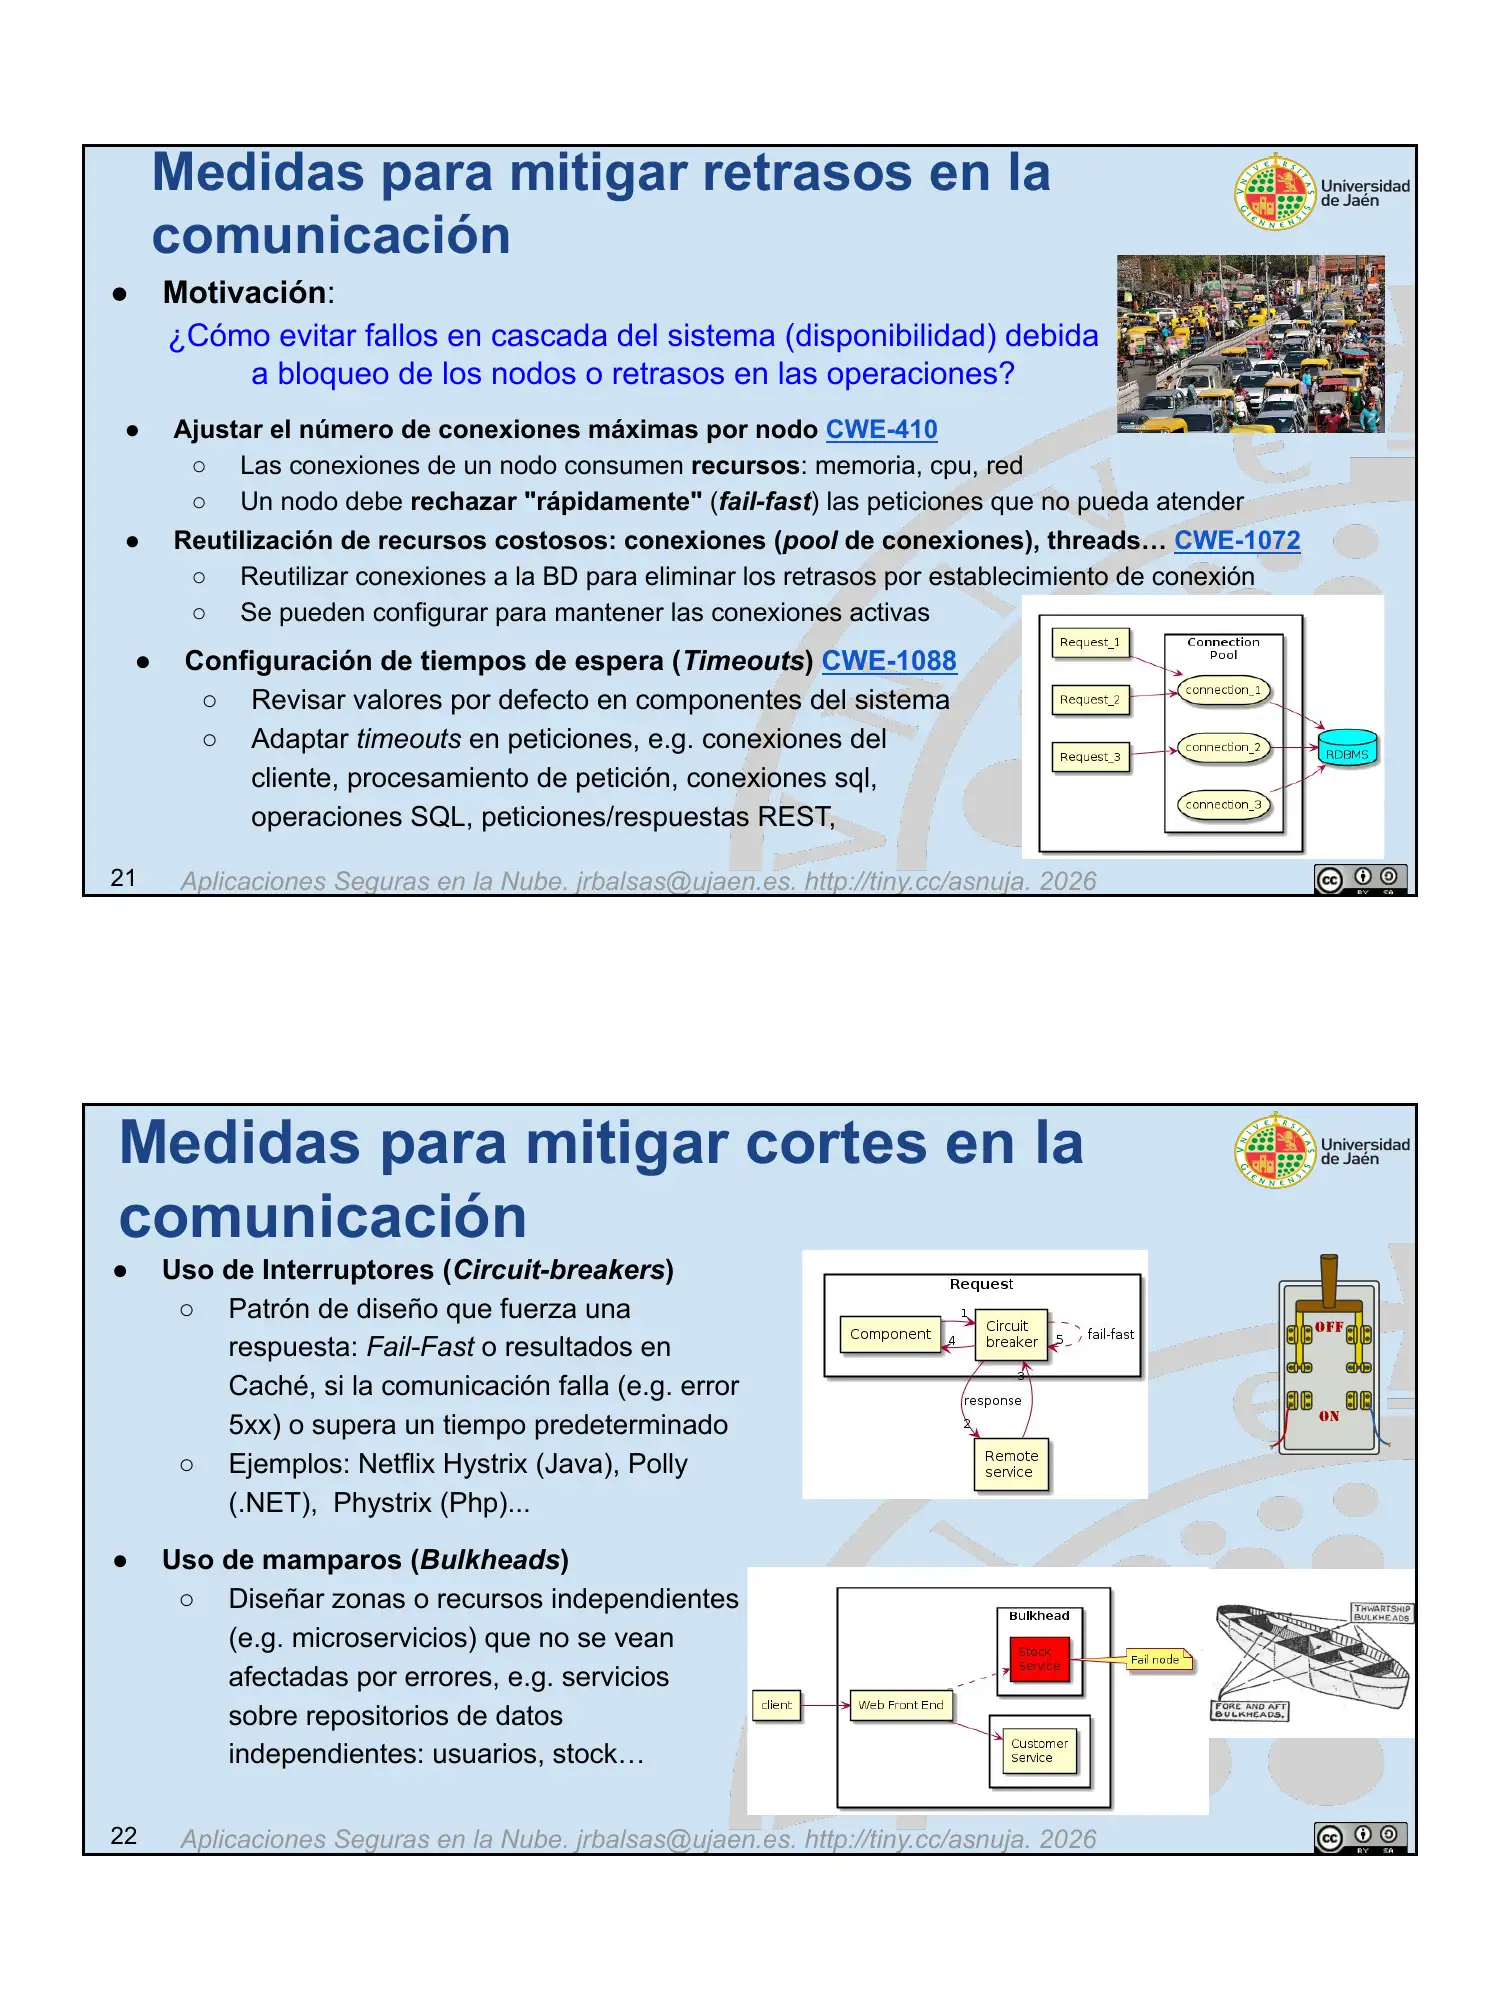 Medidas para mitigar retrasos en la
comunicación
Universidad
de Jaén
● Motivación:
¿Cómo evitar fallos en cascada del sistema (disponibilidad) debida
a bloqueo de los nodos o retrasos en las operaciones?
● Ajustar el número de conexiones máximas por nodo CWE-410
○ Las conexiones de un nodo consumen recursos: memoria, cpu, red
○ Un nodo debe rechazar "rápidamente" (fail-fast) las peticiones que no pueda atender
● Reutilización de recursos costosos: conexiones (pool de conexiones), threads… CWE-1072
○ Reutilizar conexiones a la BD para eliminar los retrasos por establecimiento de conexión
○ Se pueden configurar para mantener las conexiones activas
● Configuración de tiempos de espera (Timeouts) CWE-1088
○ Revisar valores por defecto en componentes del sistema
○ Adaptar timeouts en peticiones, e.g. conexiones del
cliente, procesamiento de petición, conexiones sql,
operaciones SQL, peticiones/respuestas REST,
Request_1
Request_2
Request_3
Connection
Pool
connection_1
connection_2
connection_3
RDBMS
21
Aplicaciones Seguras en la Nube. jrbalsas@ujaen.es. http://tiny.cc/asnuja. 2026
cc BY SA
Medidas para mitigar cortes en la
comunicación
Universidad
de Jaén
● Uso de Interruptores (Circuit-breakers)
○ Patrón de diseño que fuerza una
respuesta: Fail-Fast o resultados en
Caché, si la comunicación falla (e.g. error
5xx) o supera un tiempo predeterminado
○ Ejemplos: Netflix Hystrix (Java), Polly
(.NET), Phystrix (Php)...
Request
Component
1
4
Circuit
breaker
5
fail-fast
3
response
2
Remote
service
OFF
ON
● Uso de mamparos (Bulkheads)
○ Diseñar zonas o recursos independientes
(e.g. microservicios) que no se vean
afectadas por errores, e.g. servicios
sobre repositorios de datos
independientes: usuarios, stock…
client
Web Front End
Bulkhead
Stock
Service
Fail node
Customer
Service
THWARTSHIP
BULKHEADS
FORE AND AFT
BULKHEADS.
22
Aplicaciones Seguras en la Nube. jrbalsas@ujaen.es. http://tiny.cc/asnuja. 2026
cc BY SA